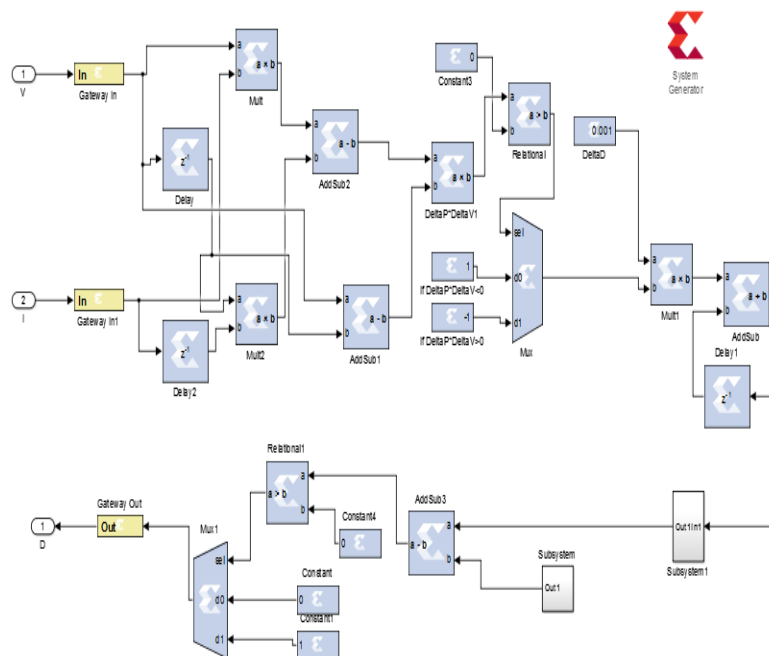 System
Generator
1
V
In
Gateway In
a
b
a × b
Mult
0
Constant3
a
b
a > b
Relational
0.001
DeltaD
z-1
Delay
a
b
a - b
AddSub2
a
b
a × b
DeltaP*DeltaV1
sel
d0
d1
Mux
1
If DeltaP*DeltaV<0
-1
If DeltaP*DeltaV>0
2
I
In
Gateway In1
z-1
Delay2
a
b
a × b
Mult2
a
b
a - b
AddSub1
a
b
a × b
Mult1
a
b
a + b
AddSub
Delay1
z-1
Relational1
a
b
a > b
Gateway Out
Out
1
D
Mux1
sel
d0
d1
Constant4
0
Constant
0
Constant1
1
AddSub3
a
b
a - b
Subsystem
Out1
Out1In1
Subsystem1